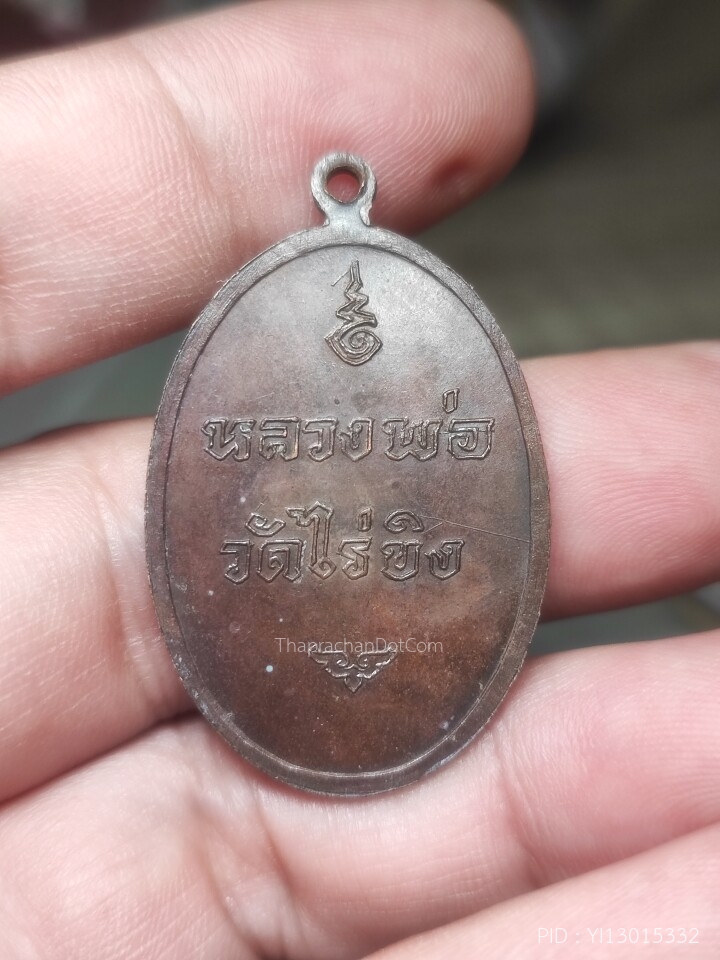 หลวงพ่อ
วัดไร่ขิง
ThaprachanDotCom
PID : YI13015332